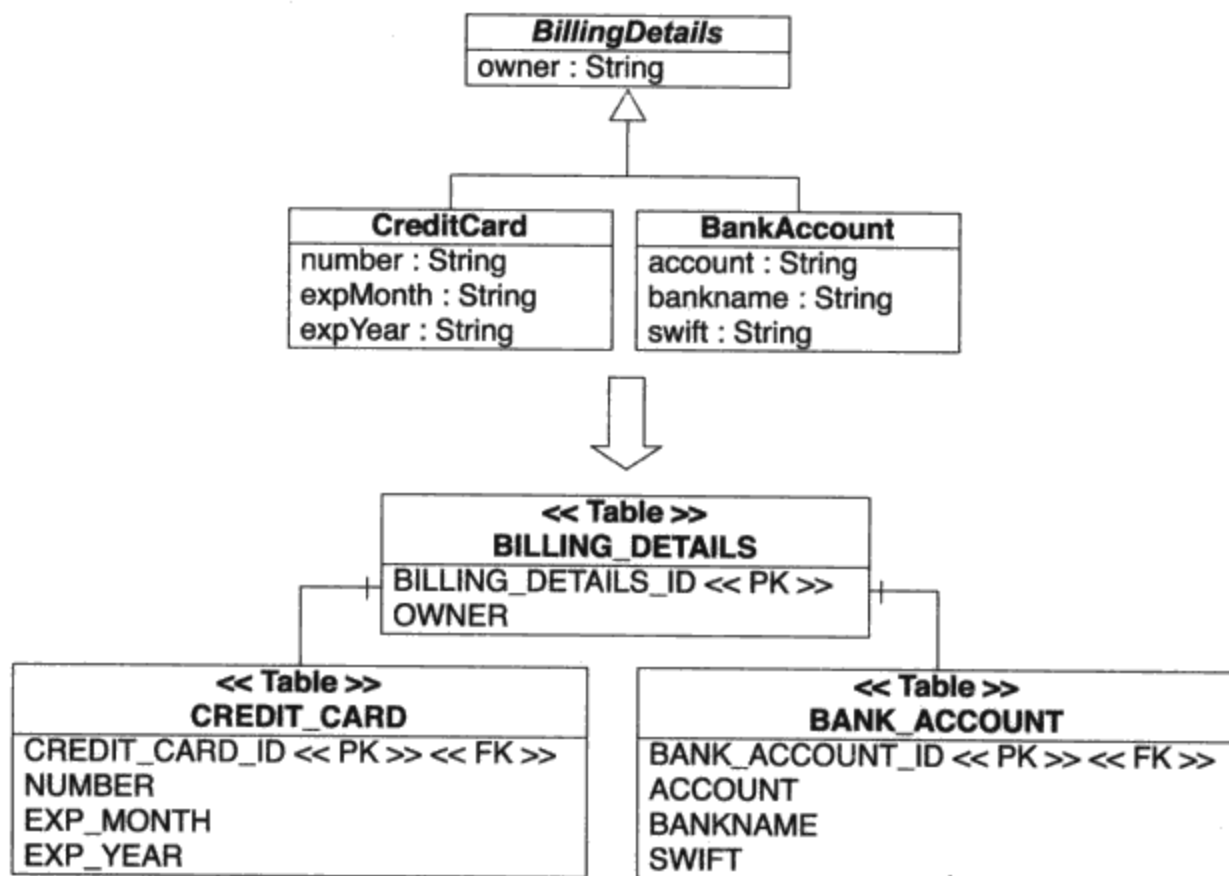 BillingDetails
owner : String
CreditCard
number : String
expMonth : String
expYear : String
BankAccount
account : String
bankname : String
swift : String
<< Table >>
BILLING_DETAILS
BILLING_DETAILS_ID << PK >>
OWNER
<< Table >>
CREDIT_CARD
CREDIT_CARD_ID << PK >> << FK >>
NUMBER
EXP_MONTH
EXP_YEAR
<< Table >>
BANK_ACCOUNT
BANK_ACCOUNT_ID << PK >> << FK >>
ACCOUNT
BANKNAME
SWIFT